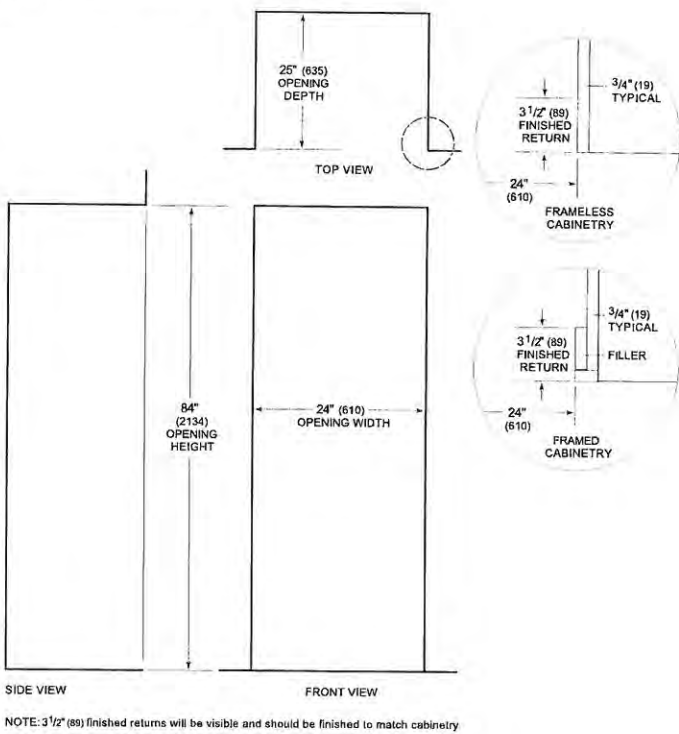 25" (635)
OPENING
DEPTH
TOP VIEW
3/4" (19)
TYPICAL
3 1/2" (89)
FINISHED
RETURN
24"
(610)
FRAMELESS
CABINETRY
3/4" (19)
TYPICAL
3 1/2" (89)
FINISHED
RETURN
FILLER
24"
(610)
FRAMED
CABINETRY
84"
(2134)
OPENING
HEIGHT
24" (610)
OPENING WIDTH
SIDE VIEW
FRONT VIEW
NOTE: 3 1/2" (89) finished returns will be visible and should be finished to match cabinetry